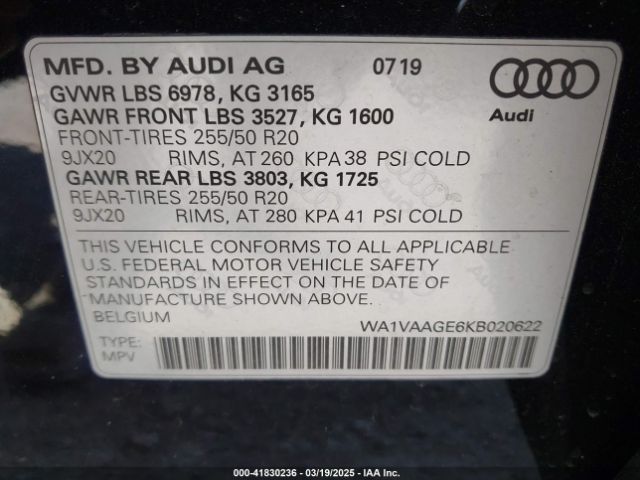 MFD. BY AUDI AG 0719
GVWR LBS 6978, KG 3165
GAWR FRONT LBS 3527, KG 1600
FRONT-TIRES 255/50 R20
9JX20 RIMS, AT 260 KPA 38 PSI COLD
GAWR REAR LBS 3803, KG 1725
REAR-TIRES 255/50 R20
9JX20 RIMS, AT 280 KPA 41 PSI COLD
Audi
THIS VEHICLE CONFORMS TO ALL APPLICABLE
U.S. FEDERAL MOTOR VEHICLE SAFETY
STANDARDS IN EFFECT ON THE DATE OF
MANUFACTURE SHOWN ABOVE
BELGIUM WA1VAAGE6KB020622
TYPE:
MPV
000-41830236 - 03/19/2025 - IAA Inc.